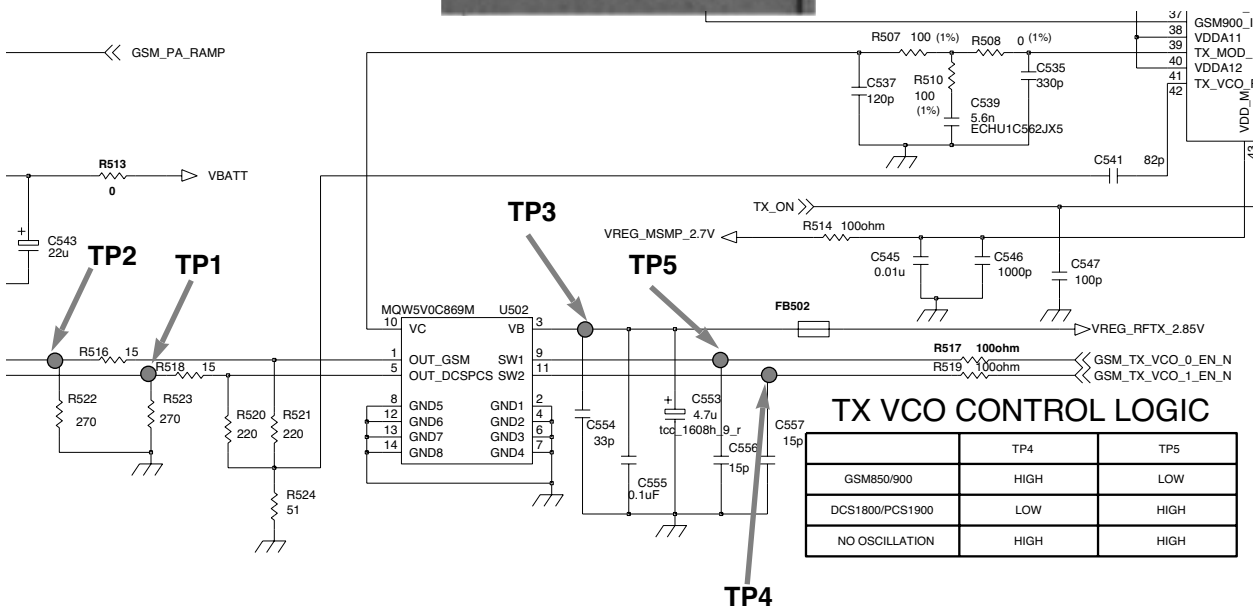 GSM_PA_RAMP
37
38
39
40
41
42
GSM900_I
VDDA11
TX_MOD_
VDDA12
TX_VCO_
VDD_M
43
R507 100 (1%)
R508 0 (1%)
C537
120p
R510
100
(1%)
C539
5.6n
ECHU1C562JX5
C535
330p
R513
0
VBATT
C541 82p
C543
22u
TX_ON
R514 100ohm
VREG_MSMP_2.7V
C545
0.01u
C546
1000p
C547
100p
TP2
TP1
TP3
TP5
FB502
MQW5V0C869M U502
10 VC VB 3
1 OUT_GSM SW1 9
5 OUT_DCSPCS SW2 11
8 GND5 GND1 2
12 GND6 GND2 4
13 GND7 GND3 6
14 GND8 GND4 7
VREG_RFTX_2.85V
R517 100ohm
R519 100ohm
GSM_TX_VCO_0_EN_N
GSM_TX_VCO_1_EN_N
R516 15
R518 15
R522
270
R523
270
R520
220
R521
220
R524
51
C554
33p
C553
4.7u
tcc_1608h_9_r
C555
0.1uF
C556
15p
C557
15p
TX VCO CONTROL LOGIC
TP4 TP5
GSM850/900 HIGH LOW
DCS1800/PCS1900 LOW HIGH
NO OSCILLATION HIGH HIGH
TP4